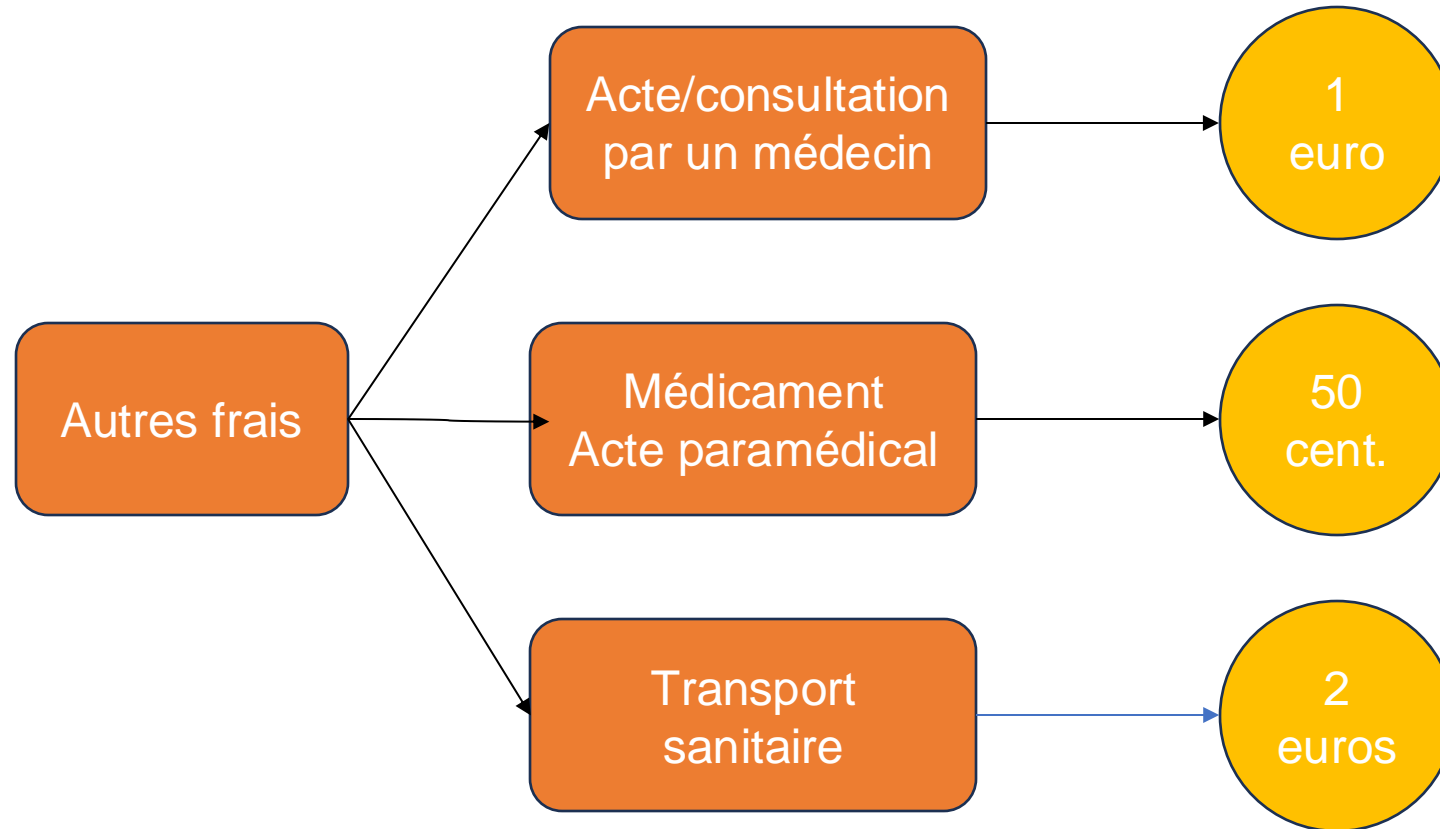 Acte/consultation
par un médecin
1
euro
Autres frais
Médicament
Acte paramédical
50
cent.
Transport
sanitaire
2
euros